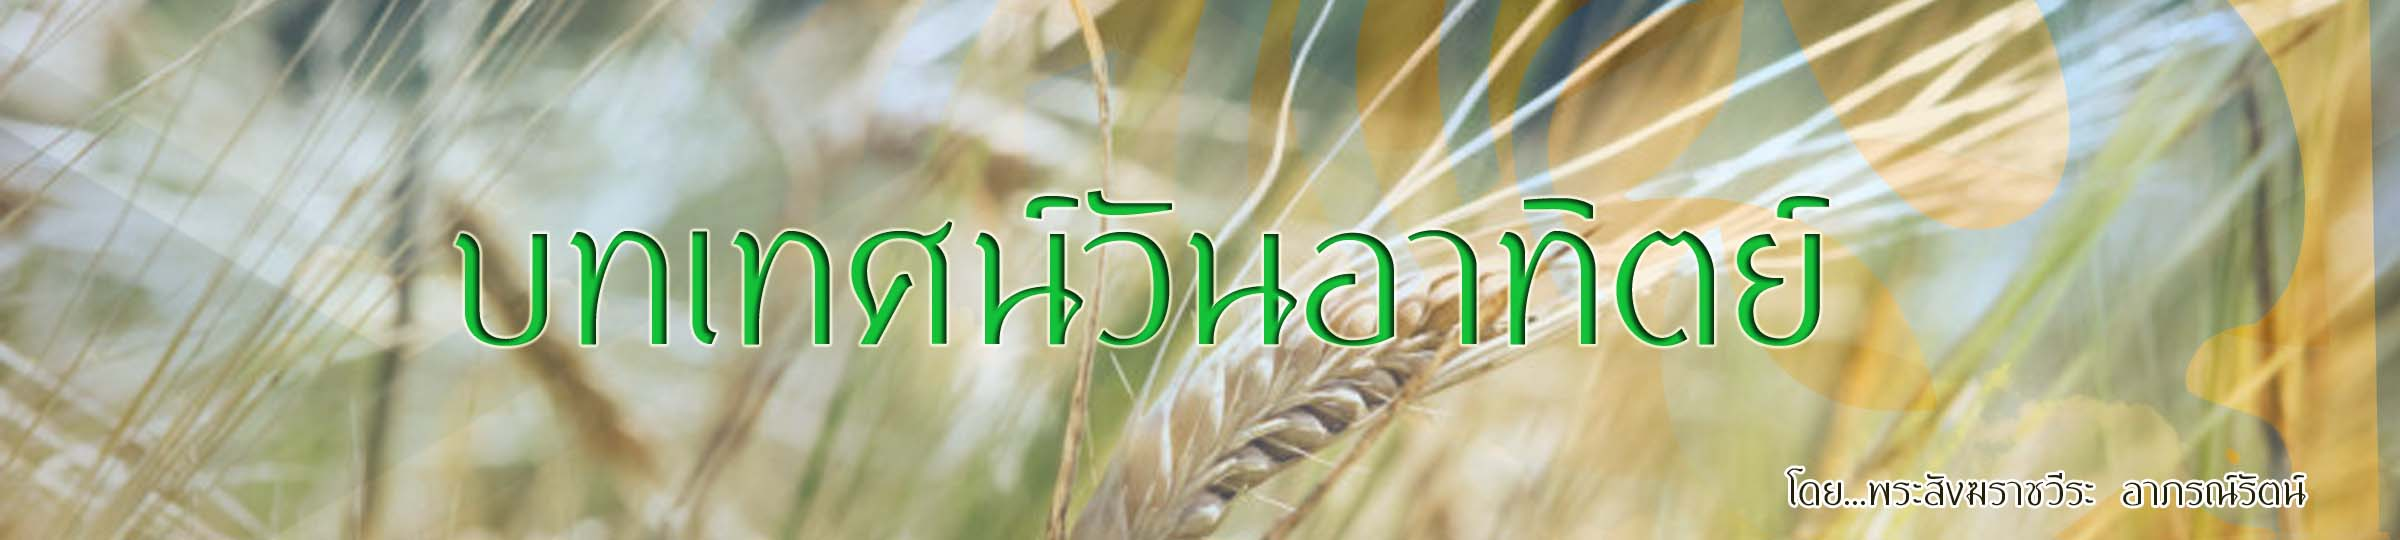 บทเทศน์วันอาทิตย์
โดย...พระสังฆราชวีระ อาภรณ์รัตน์